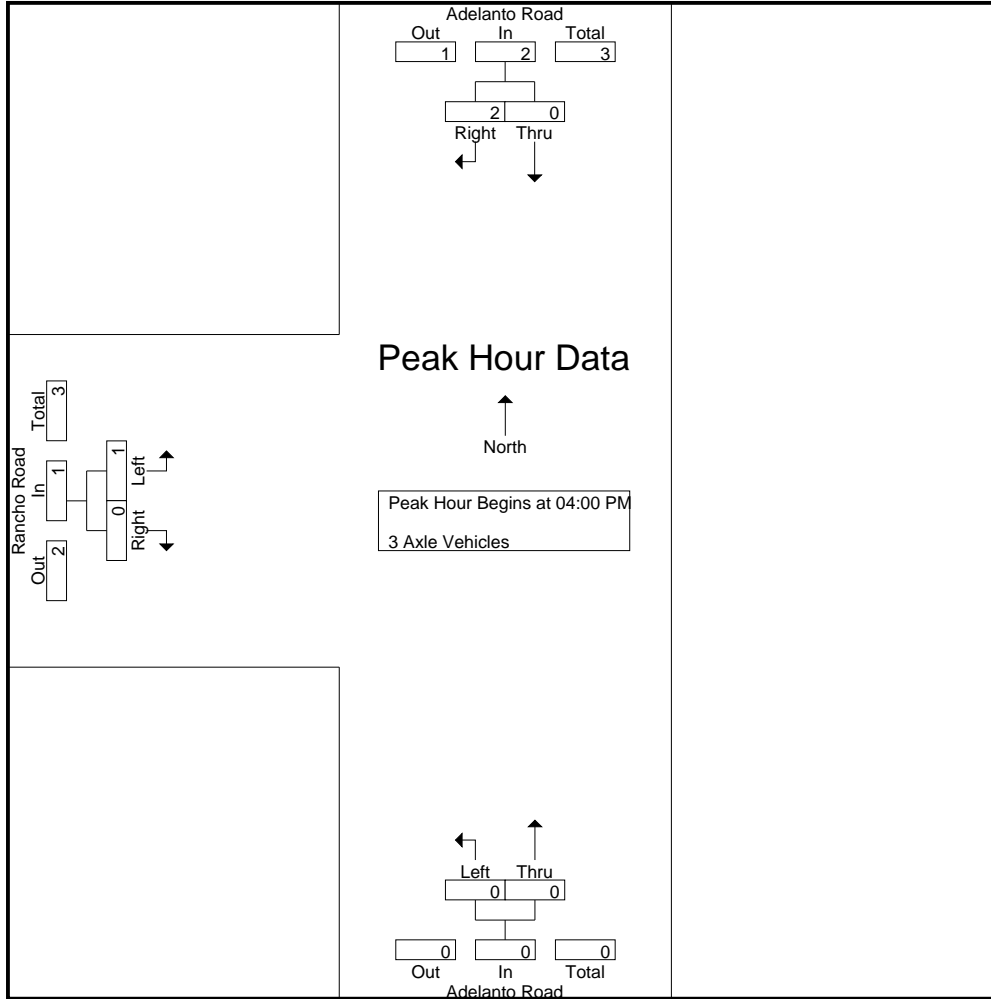 Adelanto Road
Out In Total
1 2 3
2 0
Right Thru
Peak Hour Data
North
Peak Hour Begins at 04:00 PM
3 Axle Vehicles
Rancho Road
Out In Total
2 1 3
0 1
Right Left
Left Thru
0 0
0 0 0
Out In Total
Adelanto Road